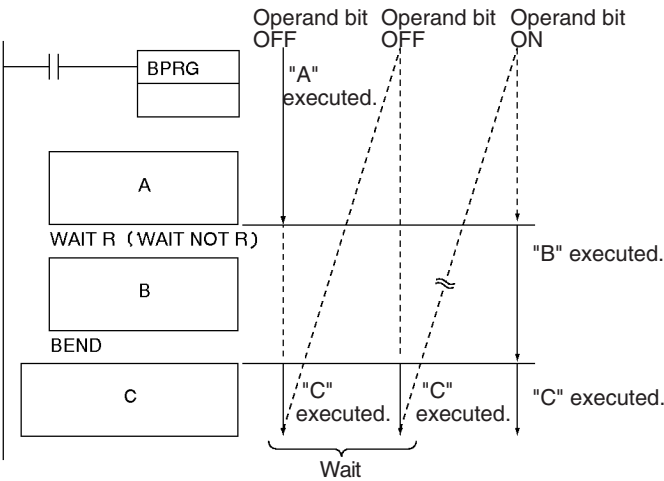 Operand bit OFF
Operand bit OFF
Operand bit ON
BPRG
"A" executed.
A
WAIT R (WAIT NOT R)
"B" executed.
B
BEND
C
"C" executed.
"C" executed.
"C" executed.
Wait